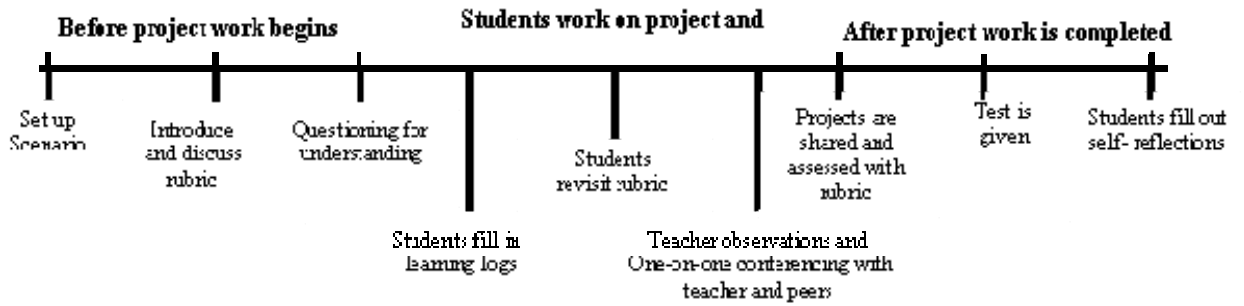 Before project work begins
Students work on project and
After project work is completed
Set up
Scenario
Introduce
and discuss
rubric
Questioning for
understanding
Students fill in
learning logs
Students
revisit rubric
Teacher observations and
One-on-one conferencing with
teacher and peers
Projects are
shared and
assessed with
rubric
Test is
given
Students fill out
self- reflections